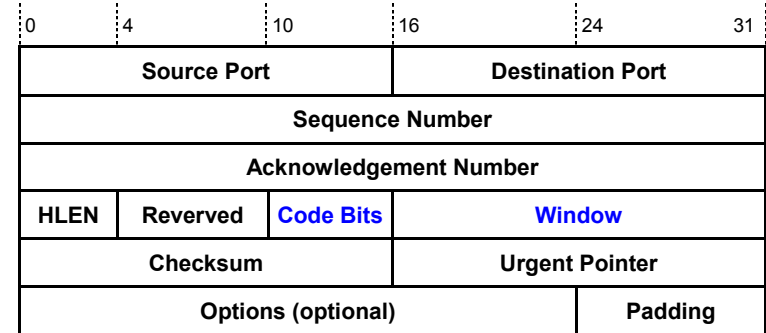 0 4 10 16 24 31
Source Port Destination Port
Sequence Number
Acknowledgement Number
HLEN Reverved Code Bits Window
Checksum Urgent Pointer
Options (optional) Padding